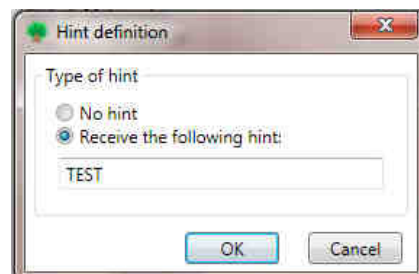 Hint definition
Type of hint
No hint
Receive the following hint:
TEST
OK
Cancel